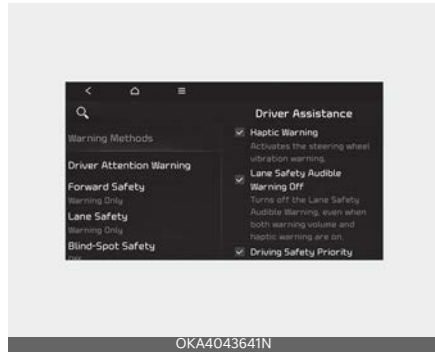 Driver Assistance
Warning Methods
Driver Attention Warning
Forward Safety
Warning Only
Lane Safety
Warning Only
Blind-Spot Safety
Off
Haptic Warning
Activates the steering wheel
vibration warning.
Lane Safety Audible
Warning Off
Turns off the Lane Safety
Audible Warning, even when
both warning volume and
haptic warning are on.
Driving Safety Priority
OKA4043641N